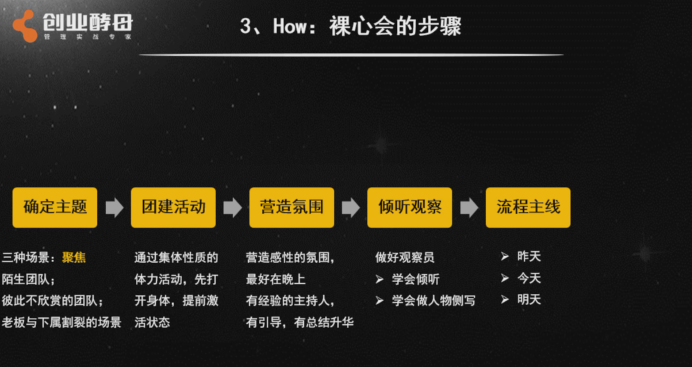 创业酵母
管理实战专家
3、How：裸心会的步骤
确定主题
团建活动
营造氛围
倾听观察
流程主线
三种场景：聚焦
陌生团队；
彼此不欣赏的团队；
老板与下属割裂的场景
通过集体性质的
体力活动，先打
开身体，提前激
活状态
营造感性的氛围，
最好在晚上
有经验的主持人，
有引导，有总结升华
做好观察员
➢ 学会倾听
➢ 学会做人物侧写
➢ 昨天
➢ 今天
➢ 明天